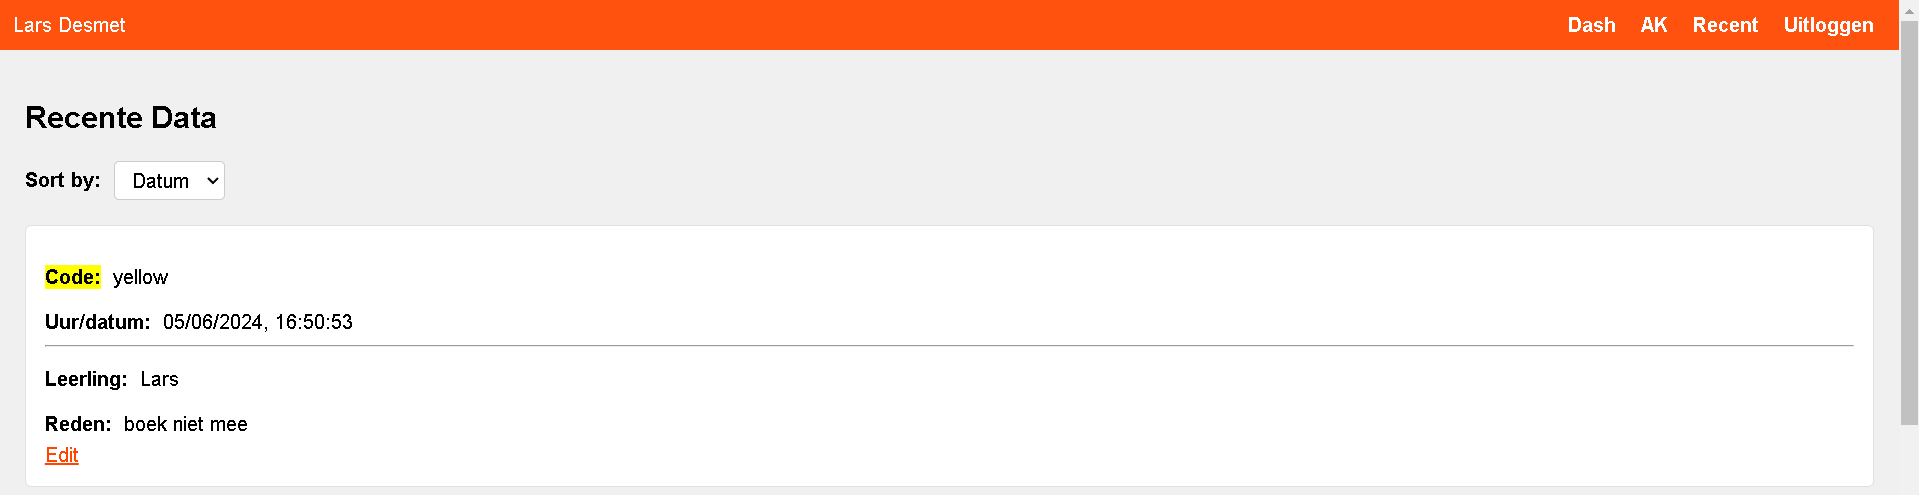 Lars Desmet Dash AK Recent Uitloggen
Recente Data
Sort by: Datum
Code: yellow
Uur/datum: 05/06/2024, 16:50:53
Leerling: Lars
Reden: boek niet mee
Edit